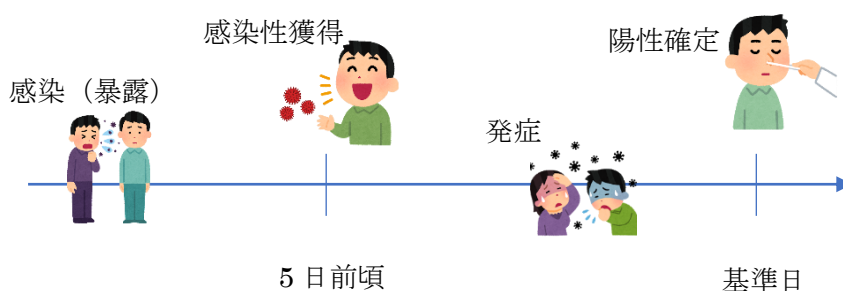 感染（暴露）
感染性獲得
発症
陽性確定
5日前頃
基準日